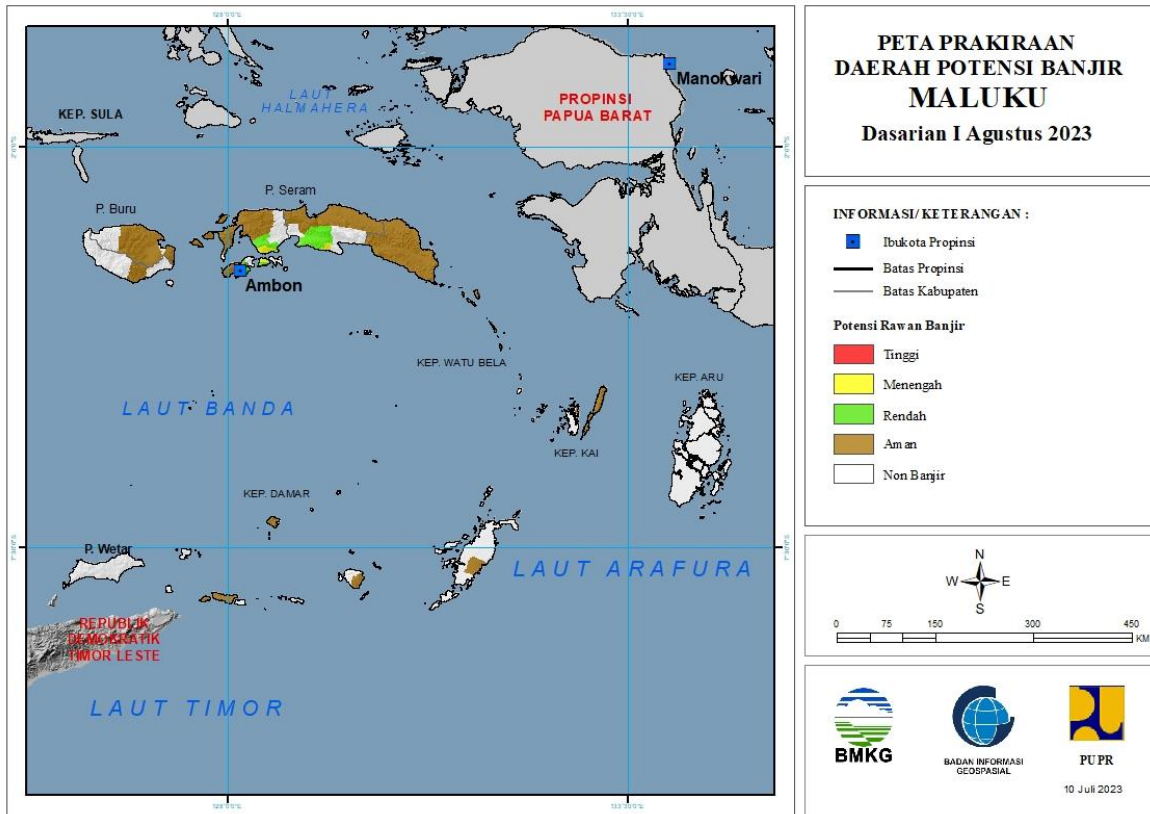 PETA PRAKIRAAN
DAERAH POTENSI BANJIR
MALUKU
Dasarian I Agustus 2023
INFORMASI/ KETERANGAN :
Ibukota Propinsi
Batas Propinsi
Batas Kabupaten
Potensi Rawan Banjir
Tinggi
Menengah
Rendah
Aman
Non Banjir
N
W E
S
0 75 150 300 450
KM
BMKG
BADAN INFORMASI
GEOSPASIAL
PUPR
10 Juli 2023
Manokwari
LAUT
HALMAHERA
PROPINSI
PAPUA BARAT
KEP. SULA
P. Seram
P. Buru
Ambon
KEP. WATU BELA
KEP. ARU
LAUT BANDA
KEP. KAI
KEP. DAMAR
P. Wetar
LAUT ARAFURA
REPUBLIK
DEMOKRATIK
TIMOR LESTE
LAUT TIMOR